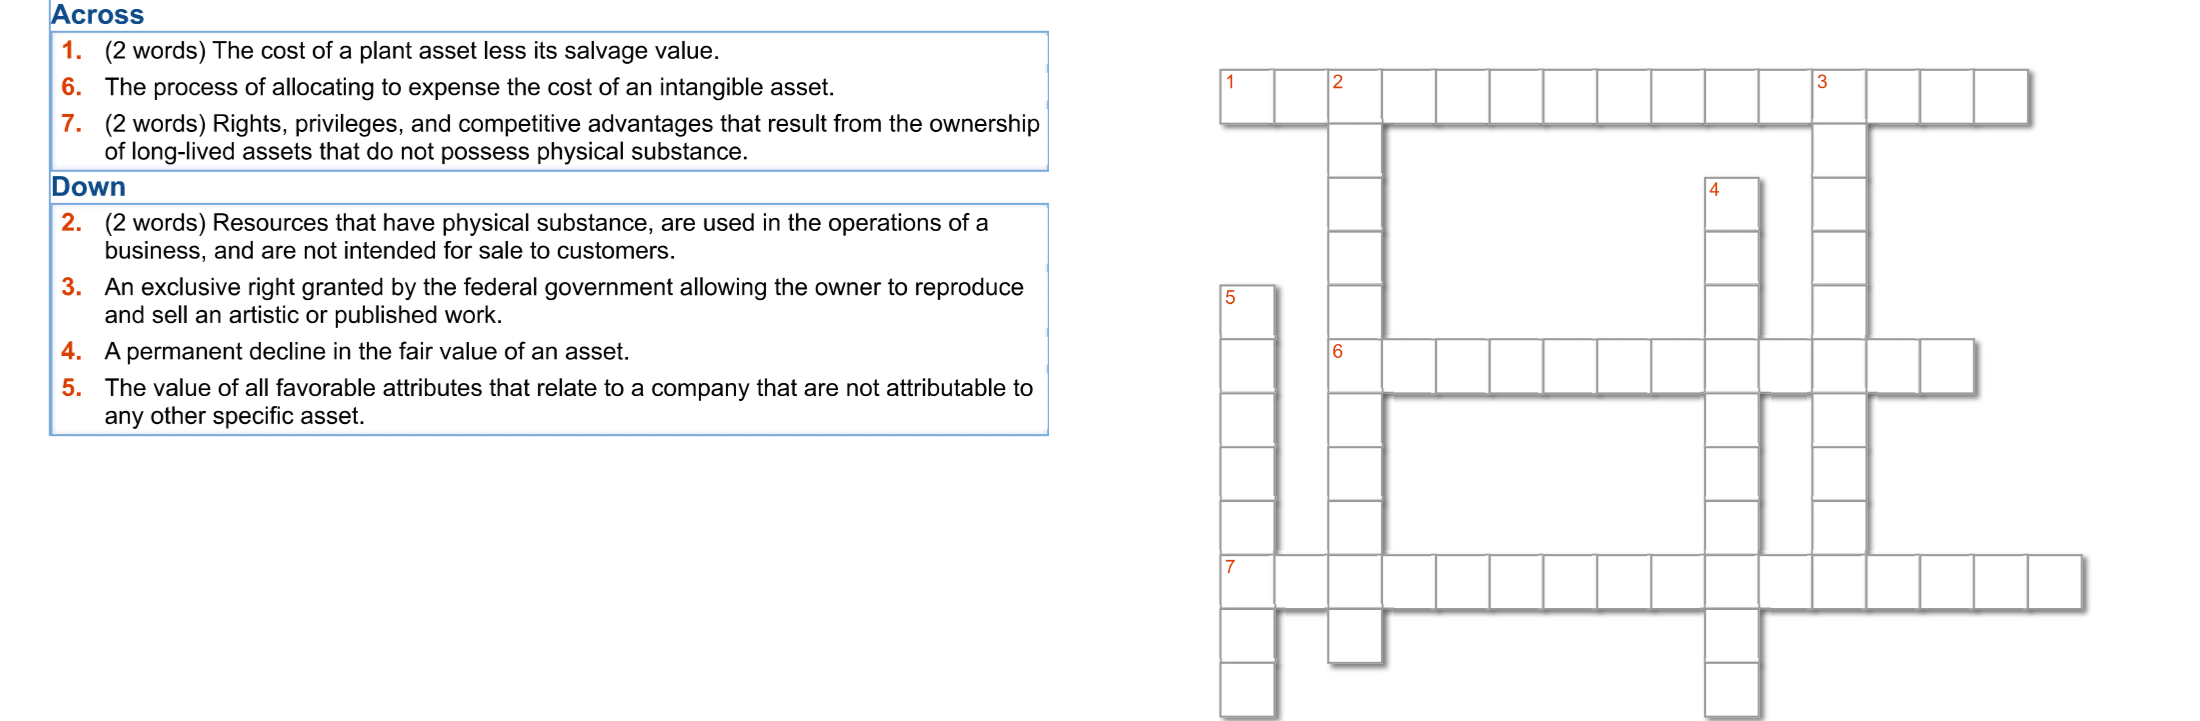 Across
1. (2 words) The cost of a plant asset less its salvage value.
6. The process of allocating to expense the cost of an intangible asset.
7. (2 words) Rights, privileges, and competitive advantages that result from the ownership
of long-lived assets that do not possess physical substance.
Down
2. (2 words) Resources that have physical substance, are used in the operations of a
business, and are not intended for sale to customers.
3. An exclusive right granted by the federal government allowing the owner to reproduce
and sell an artistic or published work.
4. A permanent decline in the fair value of an asset.
5. The value of all favorable attributes that relate to a company that are not attributable to
any other specific asset.
1 2 3
4
5
6
7